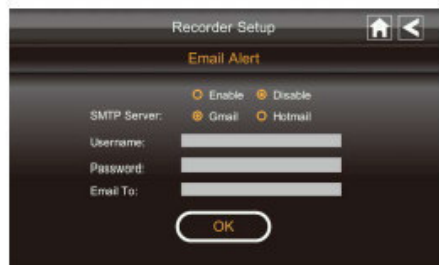 Recorder Setup
Email Alert
Enable Disable
SMTP Server: Gmail Hotmail
Username:
Password:
Email To:
OK